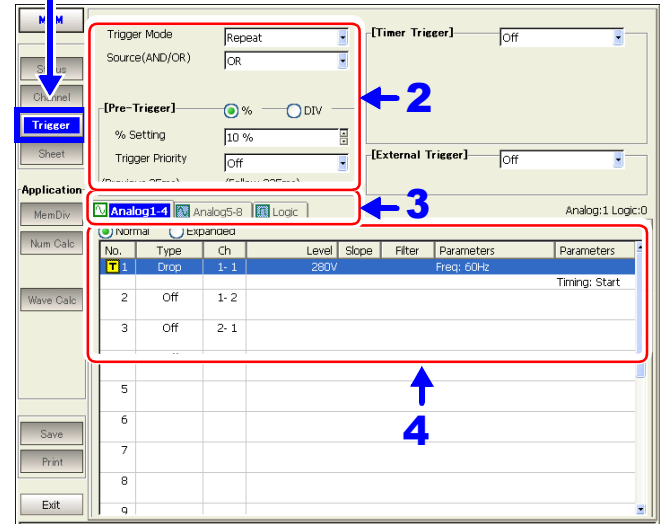 Trigger Mode
Repeat
[Timer Trigger]
Off
Source(AND/OR)
OR
Channel
[Pre-Trigger]
%
DIV
2
Trigger
% Setting
10 %
Sheet
Trigger Priority
Off
[External Trigger]
Off
Application
MemDiv
Analog1-4
Analog5-8
Logic
3
Analog:1 Logic:0
Normal
Expanded
Num Calc
No.
Type
Ch
Level
Slope
Filter
Parameters
Parameters
T 1
Drop
1- 1
280V
Freq: 60Hz
Timing: Start
Wave Calc
2
Off
1- 2
3
Off
2- 1
5
4
6
Save
7
Print
8
Exit
9